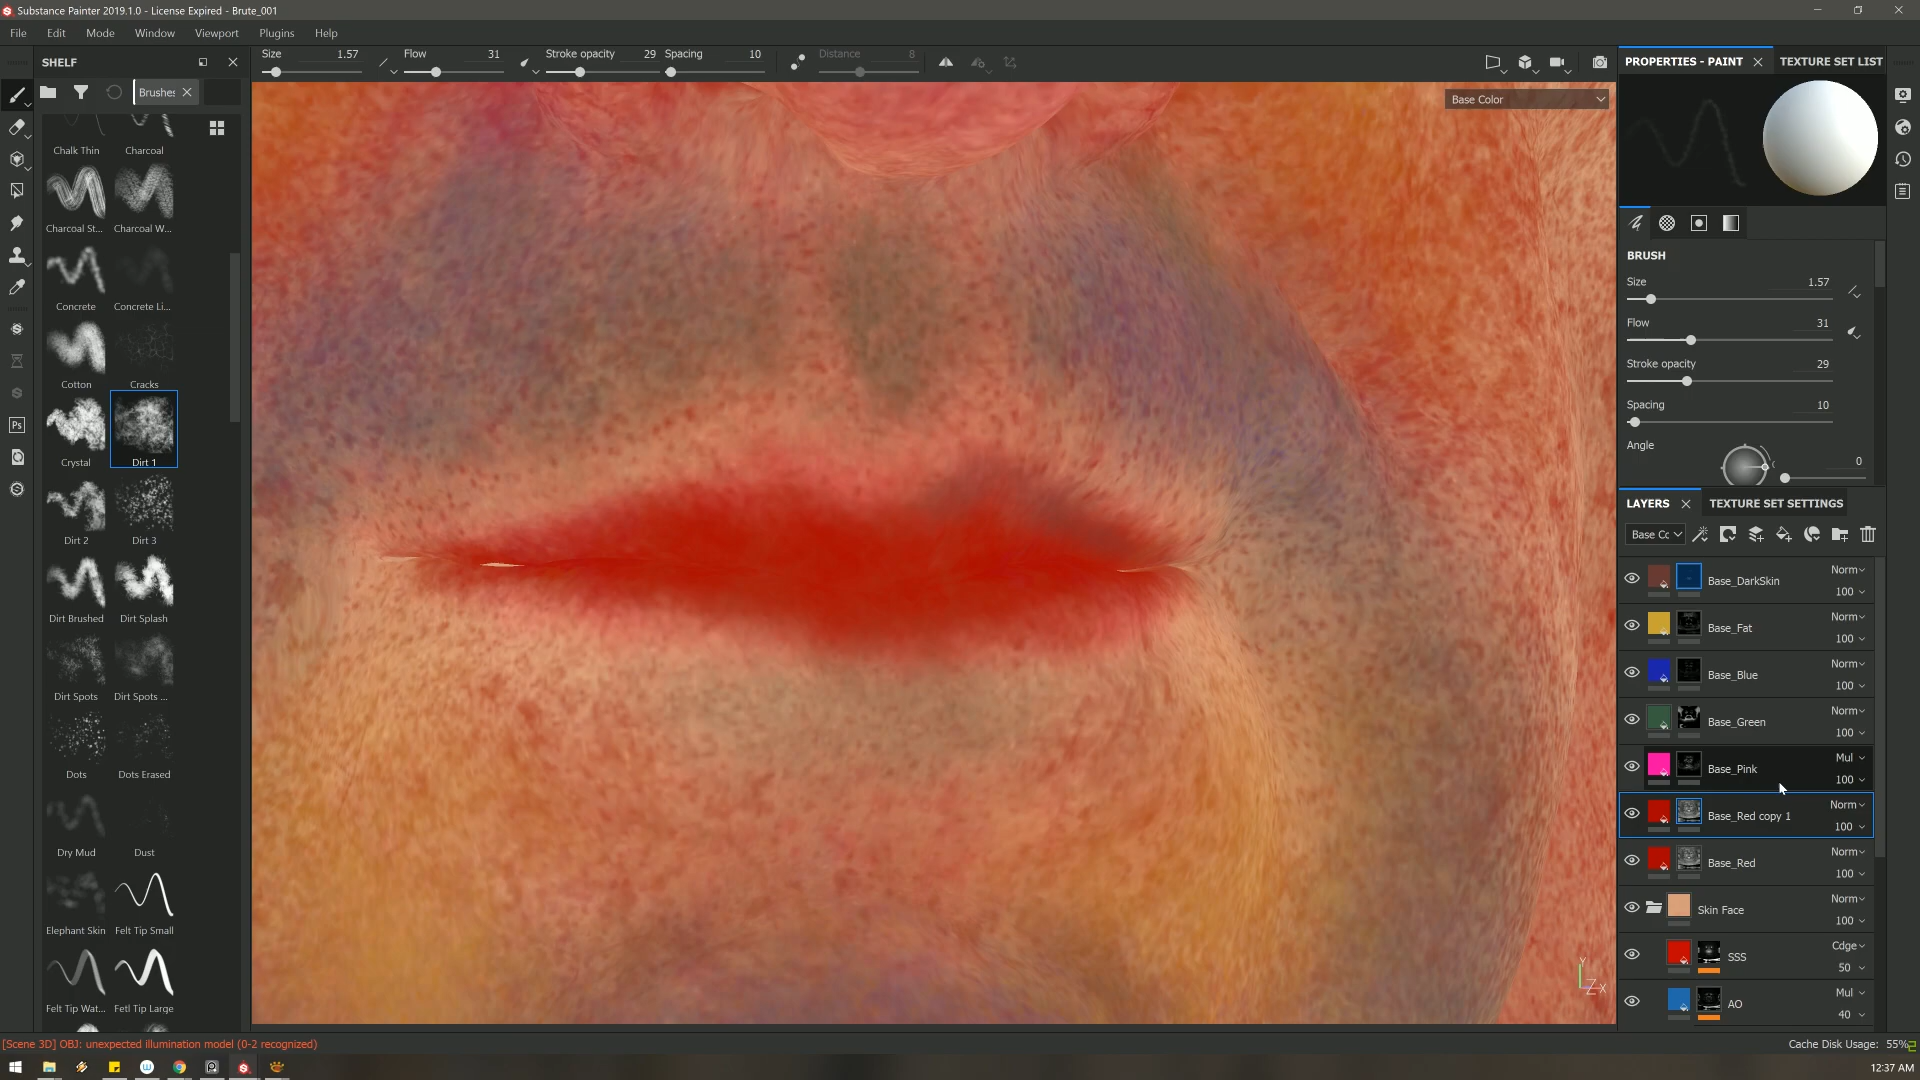 Substance Painter 2019.1.0 - License Expired - Brute_001
File Edit Mode Window Viewport Plugins Help
SHELF
Brushes
Size 1.57 Flow 31 Stroke opacity 29 Spacing 10 Distance 8
Base Color
Chalk Thin Charcoal
Charcoal St... Charcoal W...
Concrete Concrete Li...
Cotton Cracks
Crystal Dirt 1
Dirt 2 Dirt 3
Dirt Brushed Dirt Splash
Dirt Spots Dirt Spots ...
Dots Dots Erased
Dry Mud Dust
Elephant Skin Felt Tip Small
Felt Tip Wat... Fetl Tip Large
Y
Z X
PROPERTIES - PAINT TEXTURE SET LIST
BRUSH
Size 1.57
Flow 31
Stroke opacity 29
Spacing 10
Angle 0
LAYERS TEXTURE SET SETTINGS
Base Cc
Base_DarkSkin Norm 100
Base_Fat Norm 100
Base_Blue Norm 100
Base_Green Norm 100
Base_Pink Mul 100
Base_Red copy 1 Norm 100
Base_Red Norm 100
Skin Face Norm 100
SSS Cdge 50
AO Mul 40
Ps
[Scene 3D] OBJ: unexpected illumination model (0-2 recognized)
Cache Disk Usage: 55%
12:37 AM